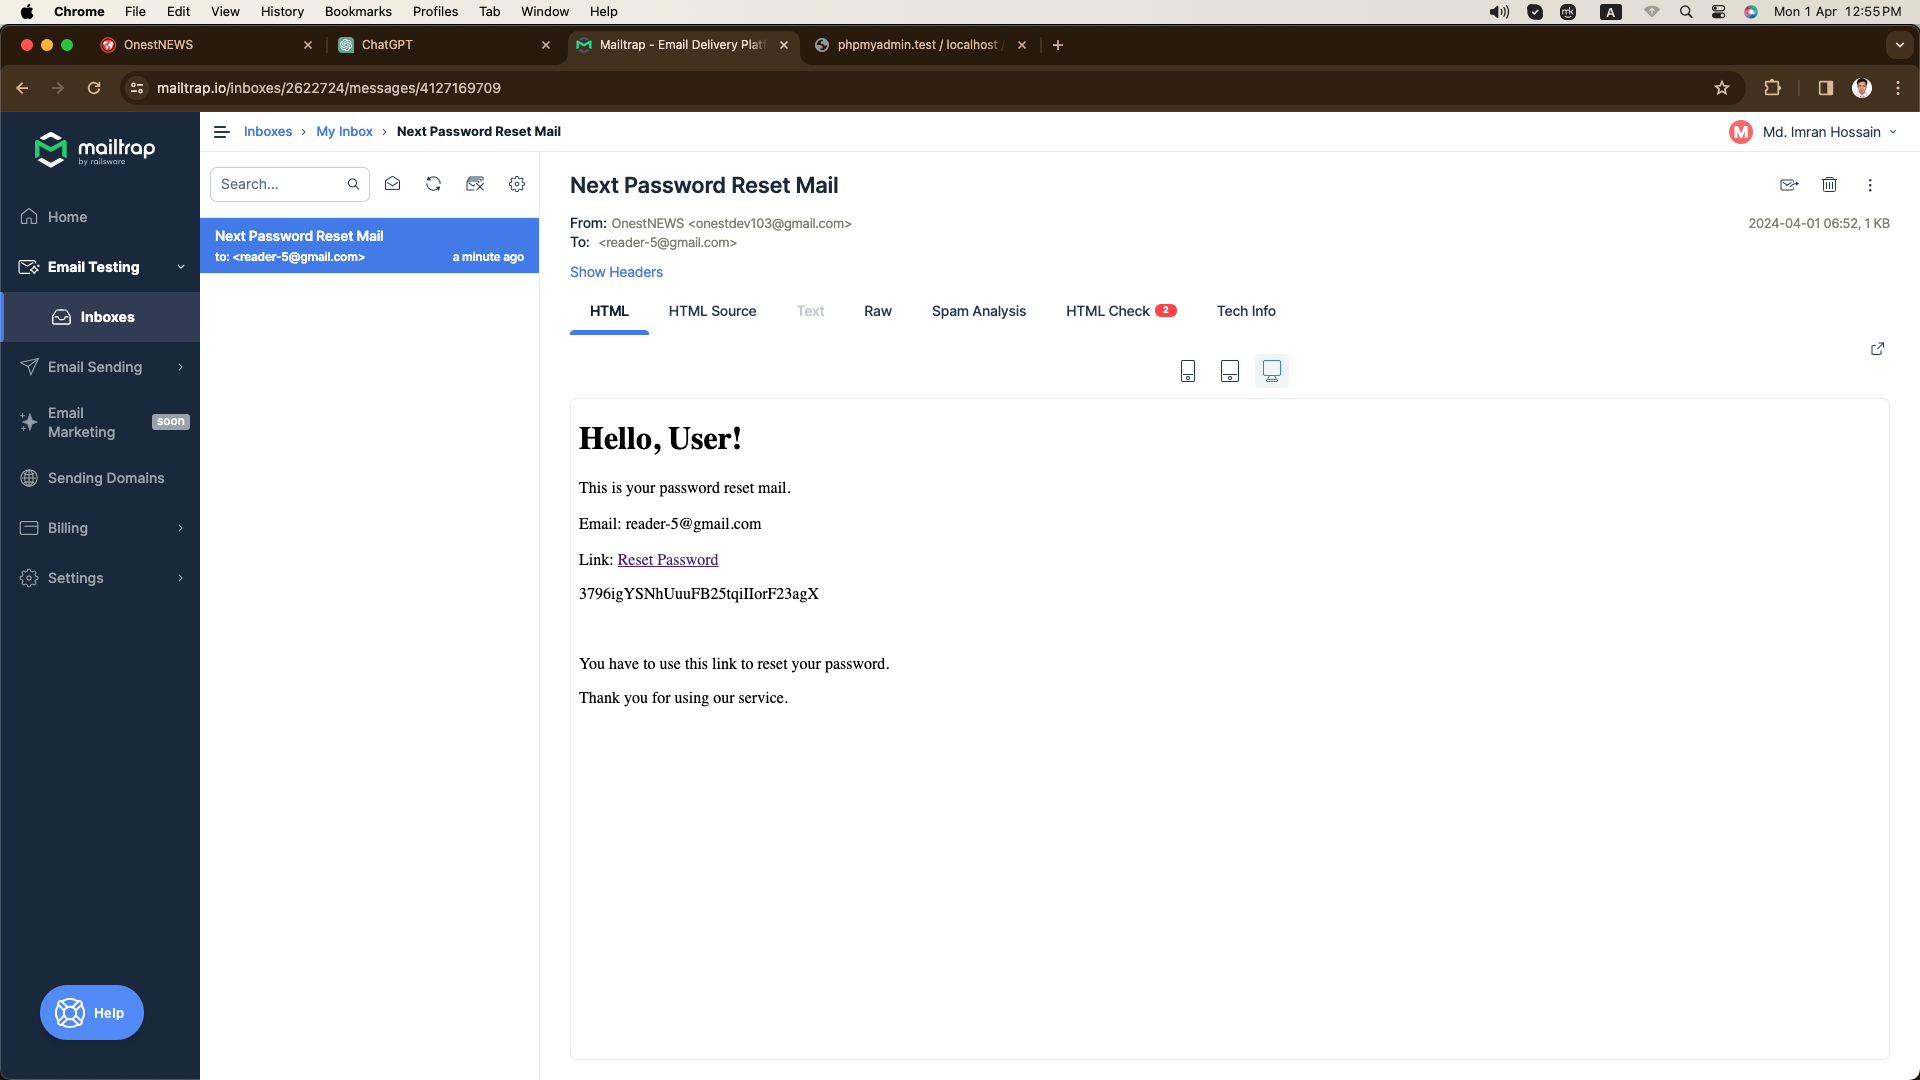 Chrome File Edit View History Bookmarks Profiles Tab Window Help
A Mon 1 Apr 12:55PM
OnestNEWS
ChatGPT
Mailtrap - Email Delivery Platf
phpmyadmin.test / localhost /
mailtrap.io/inboxes/2622724/messages/4127169709
mailtrap
by railsware
Home
Email Testing
Inboxes
Email Sending
Email
Marketing
soon
Sending Domains
Billing
Settings
Help
Inboxes › My Inbox › Next Password Reset Mail
M Md. Imran Hossain
Search...
Next Password Reset Mail
to: <reader-5@gmail.com> a minute ago
Next Password Reset Mail
From: OnestNEWS <onestdev103@gmail.com>
2024-04-01 06:52, 1 KB
To: <reader-5@gmail.com>
Show Headers
HTML HTML Source Text Raw Spam Analysis HTML Check 2 Tech Info
Hello, User!
This is your password reset mail.
Email: reader-5@gmail.com
Link: Reset Password
3796igYSNhUuuFB25tqiIIorF23agX
You have to use this link to reset your password.
Thank you for using our service.